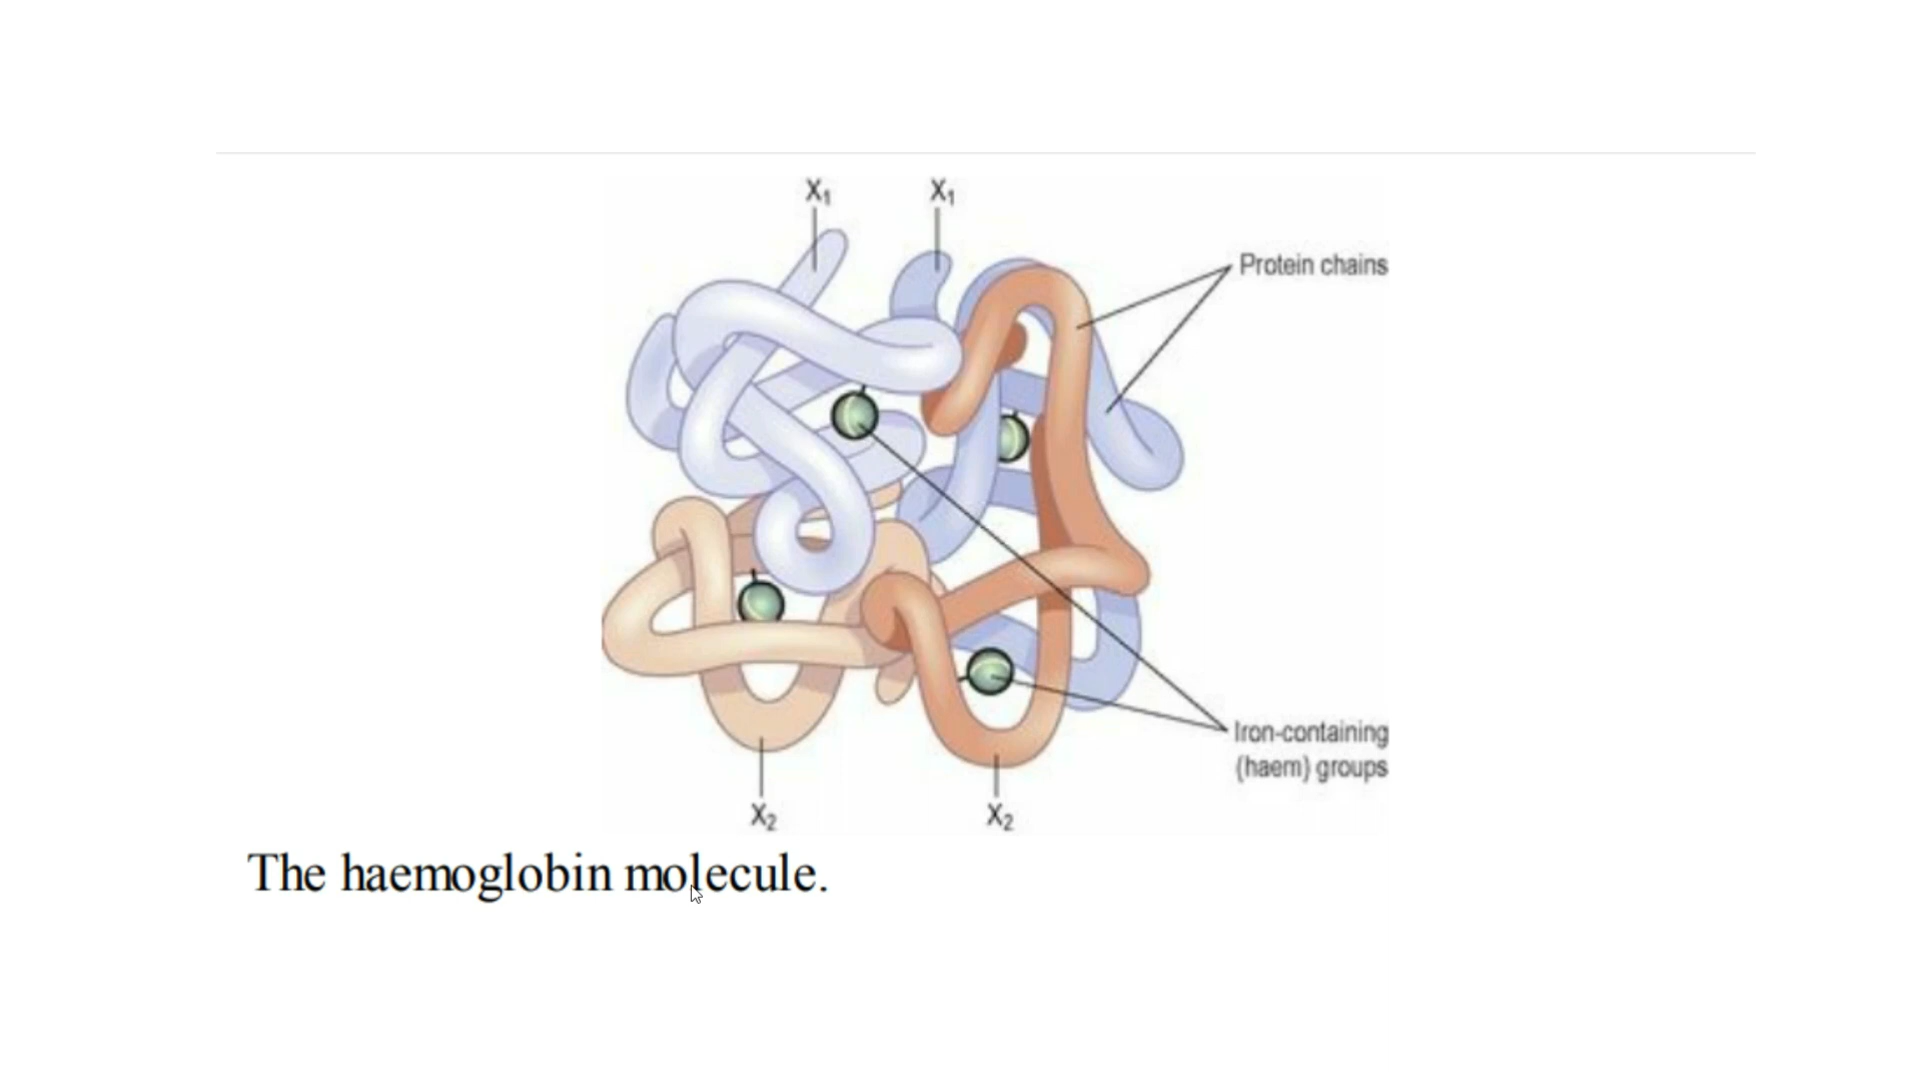 X₁
X₁
Protein chains
Iron-containing
(haem) groups
X₂
X₂
The haemoglobin molecule.